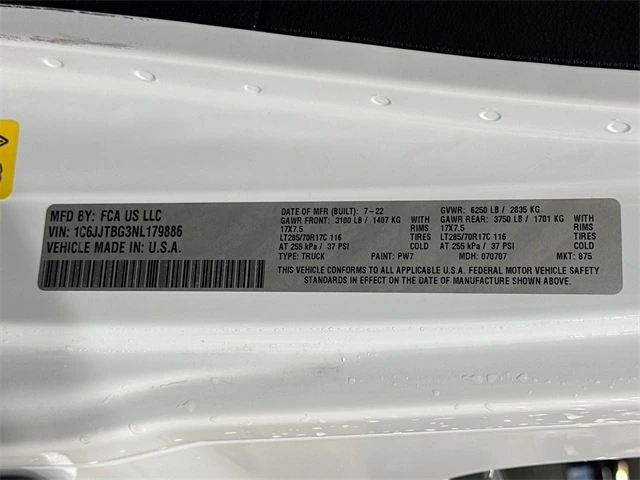 MFD BY: FCA US LLC
VIN: 1C6JJTBG3NL179886
VEHICLE MADE IN U.S.A.
DATE OF MFR (BUILT): 7-22 GVWR: 6250 LB / 2835 KG
GAWR FRONT: 3100 LB / 1407 KG WITH GAWR REAR: 3750 LB / 1701 KG WITH
17X7.5 RIMS 17X7.5 RIMS
LT285/70R17C 116 TIRES LT285/70R17C 116 TIRES
AT 255 kPa / 37 PSI COLD AT 255 kPa / 37 PSI COLD
TYPE: TRUCK PAINT: PW7 MDH: 070707 MKT: 875
THIS VEHICLE CONFORMS TO ALL APPLICABLE U.S.A. FEDERAL MOTOR VEHICLE SAFETY
STANDARDS IN EFFECT ON THE DATE OF MANUFACTURE SHOWN ABOVE.